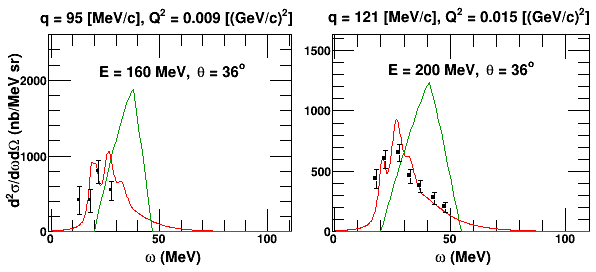 q = 95 [MeV/c], Q² = 0.009 [(GeV/c)²]
q = 121 [MeV/c], Q² = 0.015 [(GeV/c)²]
E = 160 MeV, θ = 36°
E = 200 MeV, θ = 36°
d²σ/dωdΩ (nb/MeV sr)
2000
1000
0
0
50
100
ω (MeV)
1500
1000
500
0
0
50
100
ω (MeV)